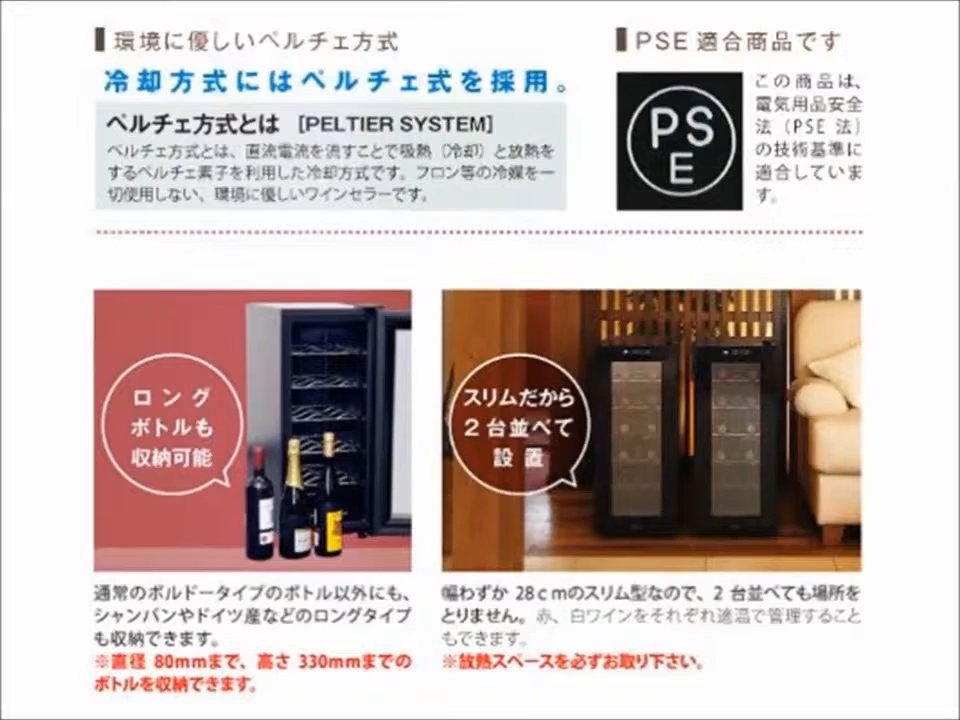 環境に優しいペルチェ方式
冷却方式にはペルチェ式を採用。
ペルチェ方式とは [PELTIER SYSTEM]
ペルチェ方式とは、直流電流を流すことで吸熱（冷却）と放熱を
するペルチェ素子を利用した冷却方式です。フロン等の冷媒を一
切使用しない、環境に優しいワインセラーです。
PSE 適合商品です
PS
E
この商品は、
電気用品安全
法（PSE 法）
の技術基準に
適合していま
す。
ロング
ボトルも
収納可能
通常のボルドータイプのボトル以外にも、
シャンパンやドイツ産などのロングタイプ
も収納できます。
※直径 80mmまで、高さ 330mmまでの
ボトルを収納できます。
スリムだから
2 台並べて
設 置
幅わずか 28cmのスリム型なので、2 台並べても場所を
とりません。赤、白ワインをそれぞれ適温で管理すること
もできます。
※放熱スペースを必ずお取り下さい。